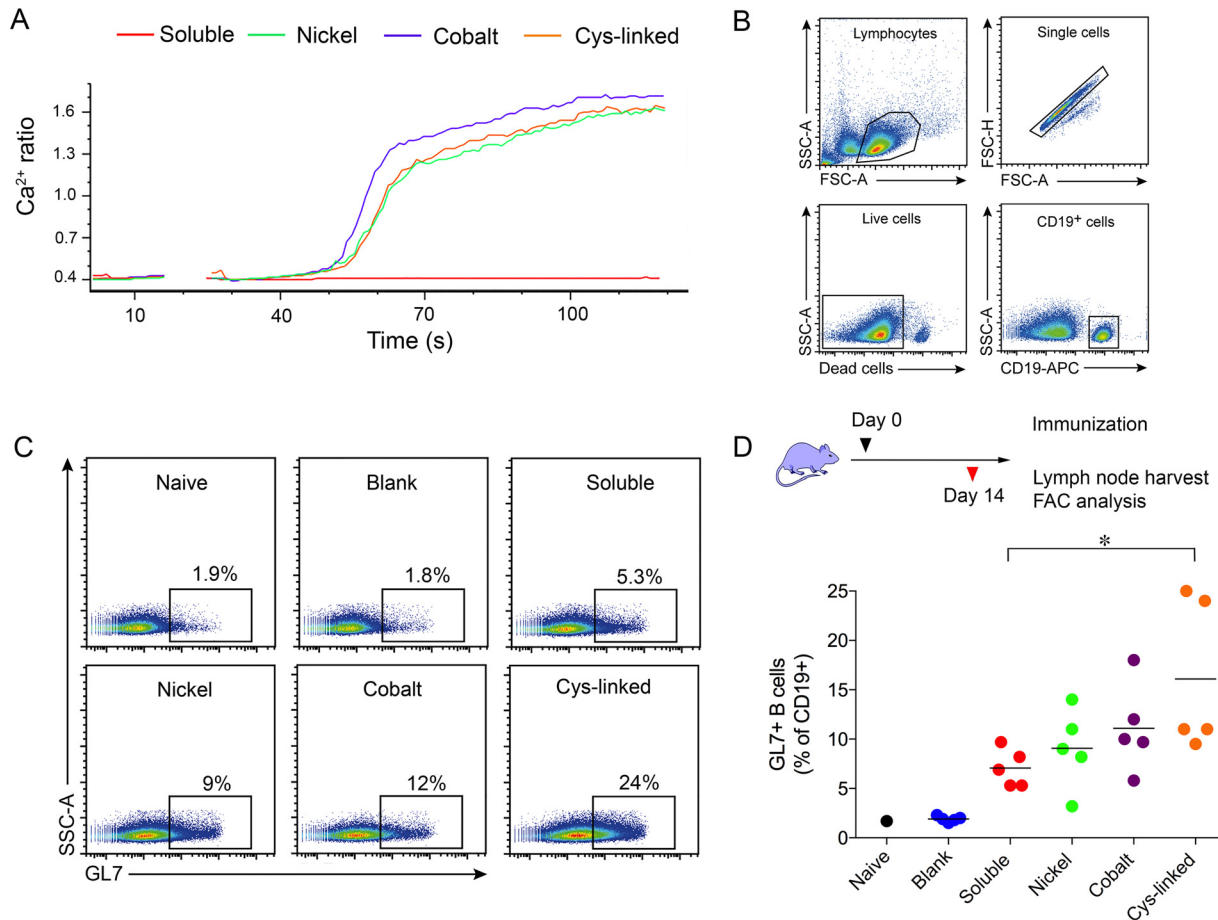 A
Soluble Nickel Cobalt Cys-linked
Ca²⁺ ratio
1.6
1.3
1.0
0.7
0.4
10 40 70 100
Time (s)
B
Lymphocytes
SSC-A
FSC-A
Single cells
FSC-H
FSC-A
Live cells
SSC-A
Dead cells
CD19⁺ cells
SSC-A
CD19-APC
C
Naive
1.9%
Blank
1.8%
Soluble
5.3%
Nickel
9%
Cobalt
12%
Cys-linked
24%
SSC-A
GL7
D
Day 0
Immunization
Day 14
Lymph node harvest
FAC analysis
*
GL7+ B cells
(% of CD19+)
25
20
15
10
5
0
Naive
Blank
Soluble
Nickel
Cobalt
Cys-linked